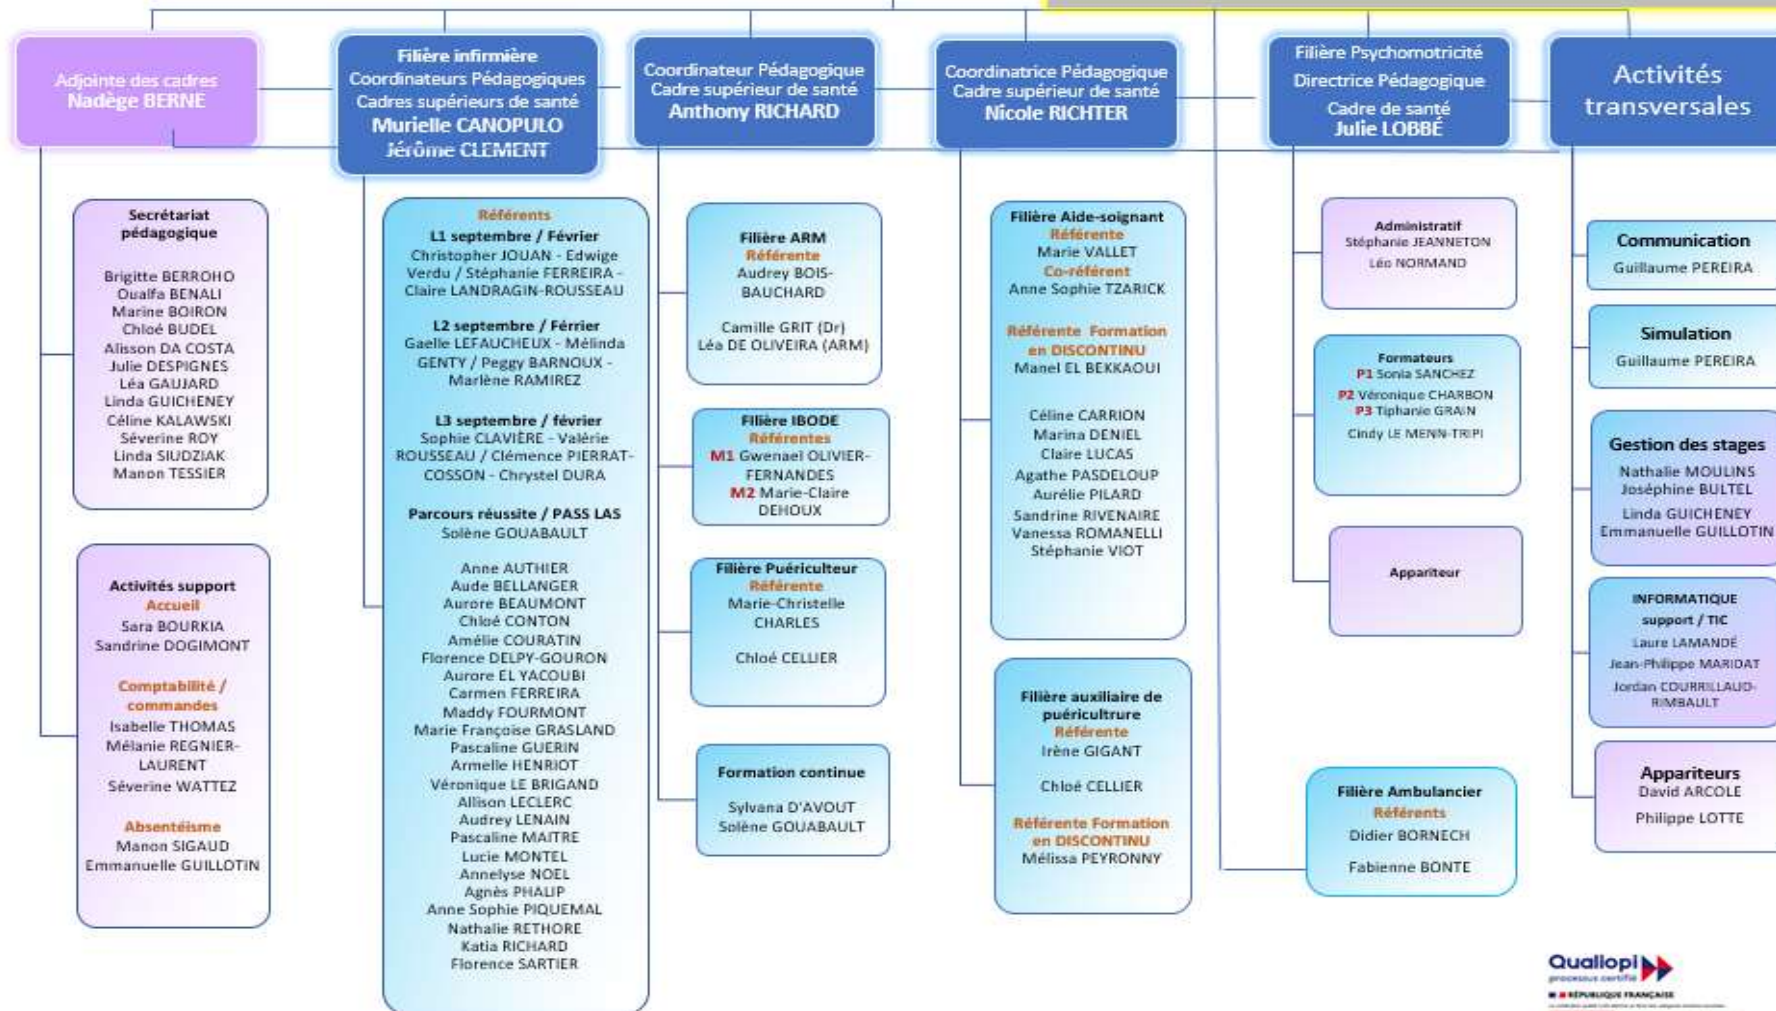 Adjointe des cadres
Nadège BERNE
Filière infirmière
Coordinateurs Pédagogiques
Cadres supérieurs de santé
Murielle CANOPULO
Jérôme CLEMENT
Coordinateur Pédagogique
Cadre supérieur de santé
Anthony RICHARD
Coordinatrice Pédagogique
Cadre supérieur de santé
Nicole RICHTER
Filière Psychomotricité
Directrice Pédagogique
Cadre de santé
Julie LOBBÉ
Activités
transversales
Secrétariat
pédagogique
Brigitte BERROHO
Oualfa BENALI
Marine BOIRON
Chloé BUDEL
Alisson DA COSTA
Julie DESPIGNES
Léa GAUJARD
Linda GUICHENEY
Céline KALAWSKI
Séverine ROY
Linda SIUDZIAK
Manon TESSIER
Activités support
Accueil
Sara BOURKIA
Sandrine DOGIMONT
Comptabilité /
commandes
Isabelle THOMAS
Mélanie REGNIER-
LAURENT
Séverine WATTEZ
Absentéisme
Manon SIGAUD
Emmanuelle GUILLOTIN
Référents
L1 septembre / Février
Christopher JOUAN - Edwige
Verdu / Stéphanie FERREIRA -
Claire LANDRAGIN-ROUSSEAU
L2 septembre / Février
Gaelle LEFAUCHEUX - Mélinda
GENTY / Peggy BARNOUX -
Marlène RAMIREZ
L3 septembre / février
Sophie CLAVIÈRE - Valérie
ROUSSEAU / Clémence PIERRAT-
COSSON - Chrystel DURA
Parcours réussite / PASS LAS
Solène GOUABAULT
Anne AUTHIER
Aude BELLANGER
Aurore BEAUMONT
Chloé CONTON
Amélie COURATIN
Florence DELPY-GOURON
Aurore EL YACOUBI
Carmen FERREIRA
Maddy FOURMONT
Marie Françoise GRASLAND
Pascaline GUERIN
Armelle HENRIOT
Véronique LE BRIGAND
Allison LECLERC
Audrey LENAIN
Pascaline MAITRE
Lucie MONTEL
Annelyse NOEL
Agnès PHALIP
Anne Sophie PIQUEMAL
Nathalie RETHORE
Katia RICHARD
Florence SARTIER
Filière ARM
Référente
Audrey BOIS-
BAUCHARD
Camille GRIT (Dr)
Léa DE OLIVEIRA (ARM)
Filière IBODE
Référentes
M1 Gwenael OLIVIER-
FERNANDES
M2 Marie-Claire
DEHOUX
Filière Puériculteur
Référente
Marie-Christelle
CHARLES
Chloé CELLIER
Formation continue
Sylvana D'AVOUT
Solène GOUABAULT
Filière Aide-soignant
Référente
Marie VALLET
Co-référent
Anne Sophie TZARICK
Référente Formation
en DISCONTINU
Manel EL BEKKAOUI
Céline CARRION
Marina DENIEL
Claire LUCAS
Agathe PASDELOUP
Aurélie PILARD
Sandrine RIVENAIRE
Vanessa ROMANELLI
Stéphanie VIOT
Filière auxiliaire de
puéricultrure
Référente
Irène GIGANT
Chloé CELLIER
Référente Formation
en DISCONTINU
Mélissa PEYRONNY
Administratif
Stéphanie JEANNETON
Léo NORMAND
Formateurs
P1 Sonia SANCHEZ
P2 Véronique CHARBON
P3 Tiphanie GRAIN
Cindy LE MENN-TRIPI
Appariteur
Filière Ambulancier
Référents
Didier BORNECH
Fabienne BONTE
Communication
Guillaume PEREIRA
Simulation
Guillaume PEREIRA
Gestion des stages
Nathalie MOULINS
Joséphine BULTEL
Linda GUICHENEY
Emmanuelle GUILLOTIN
INFORMATIQUE
support / TIC
Laure LAMANDÉ
Jean-Philippe MARIDAT
Jordan COURRILLAUD-
RIMBAULT
Appariteurs
David ARCOLE
Philippe LOTTE
Qualiopi
processus certifié
RÉPUBLIQUE FRANÇAISE